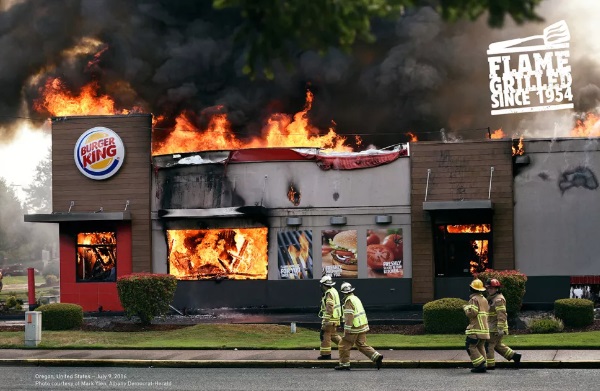 FLAME
GRILLED
SINCE 1954
BURGER
KING
Oregon, United States – July 9, 2016
Photo courtesy of Mark Ylen, Albany Democrat-Herald